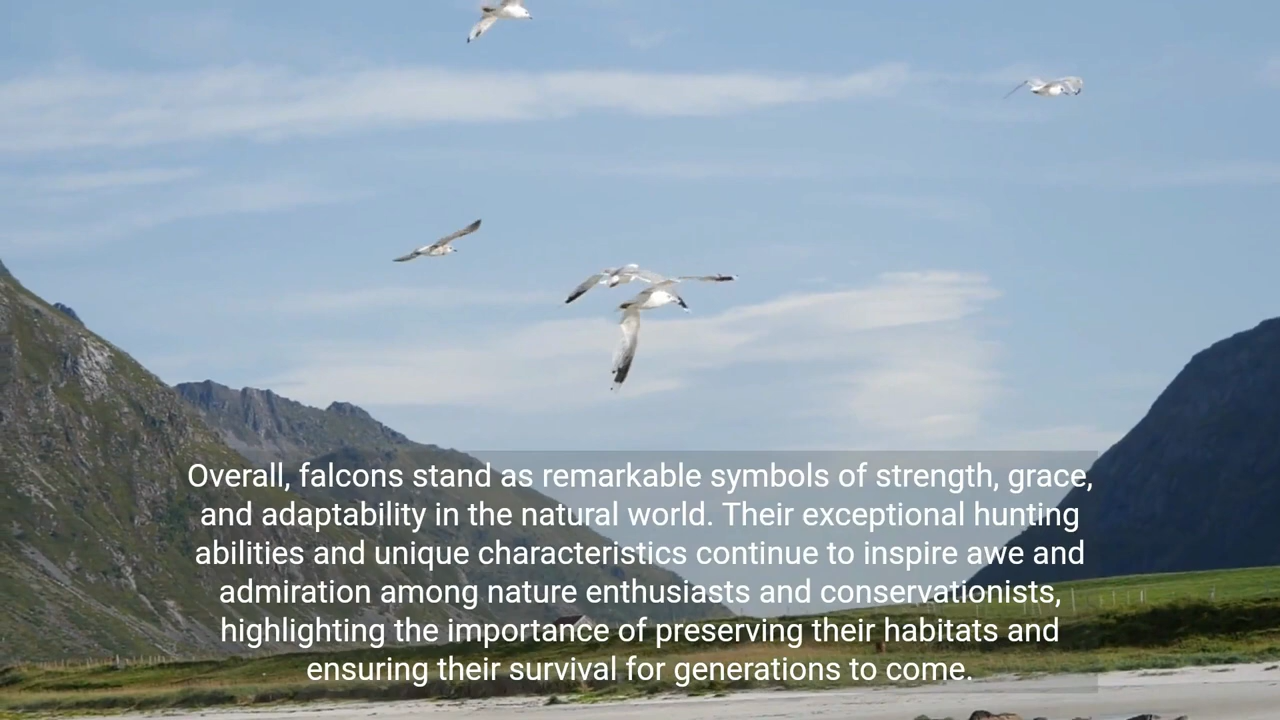 Overall, falcons stand as remarkable symbols of strength, grace,
and adaptability in the natural world. Their exceptional hunting
abilities and unique characteristics continue to inspire awe and
admiration among nature enthusiasts and conservationists,
highlighting the importance of preserving their habitats and
ensuring their survival for generations to come.